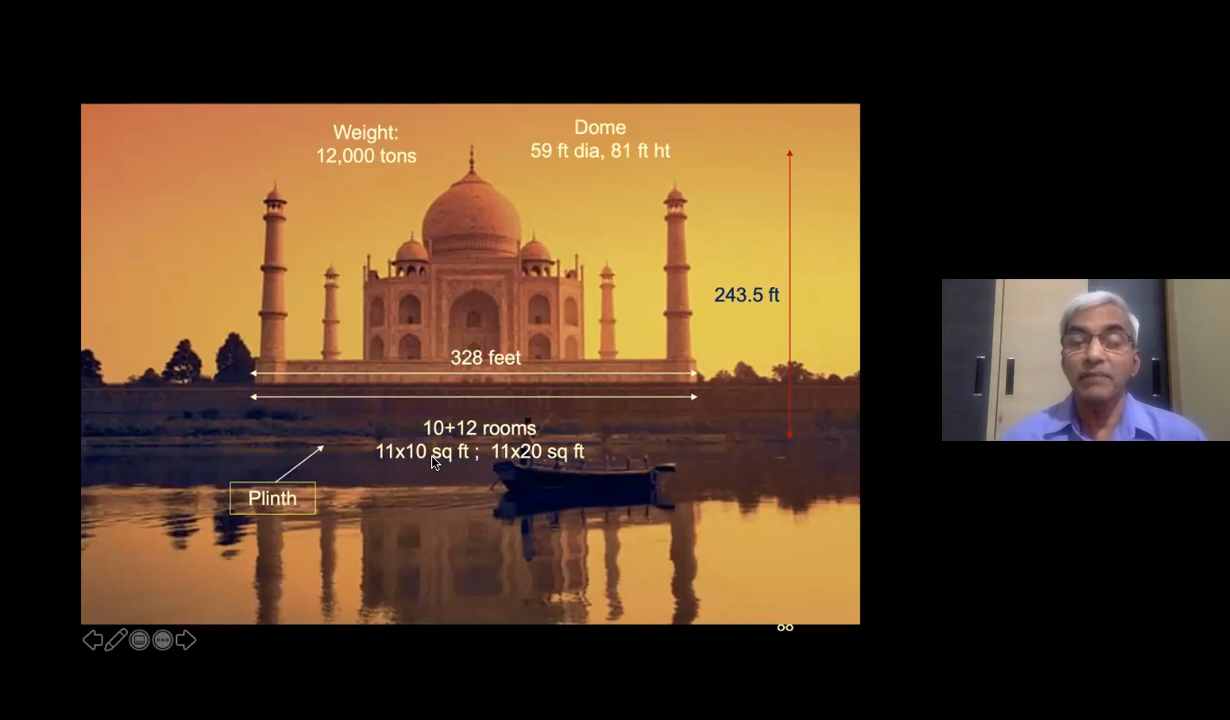 Weight:
12,000 tons
Dome
59 ft dia, 81 ft ht
243.5 ft
328 feet
10+12 rooms
11x10 sq ft ;  11x20 sq ft
Plinth